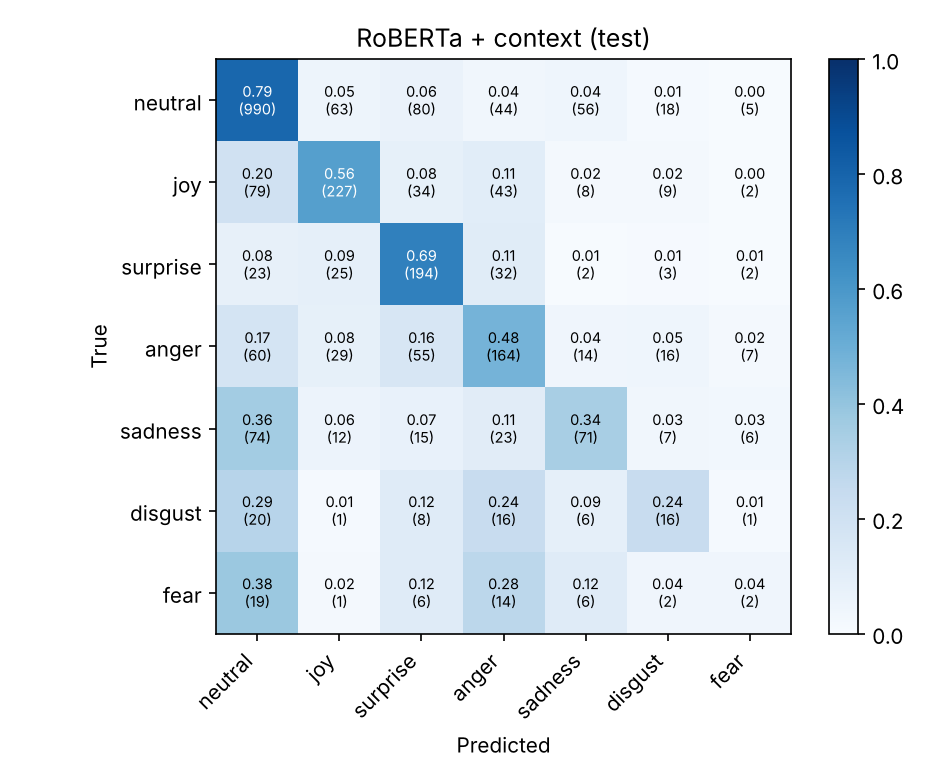 RoBERTa + context (test)
neutral
0.79 0.05 0.06 0.04 0.04 0.01 0.00
(990) (63) (80) (44) (56) (18) (5)
joy
0.20 0.56 0.08 0.11 0.02 0.02 0.00
(79) (227) (34) (43) (8) (9) (2)
surprise
0.08 0.09 0.69 0.11 0.01 0.01 0.01
(23) (25) (194) (32) (2) (3) (2)
anger
0.17 0.08 0.16 0.48 0.04 0.05 0.02
(60) (29) (55) (164) (14) (16) (7)
sadness
0.36 0.06 0.07 0.11 0.34 0.03 0.03
(74) (12) (15) (23) (71) (7) (6)
disgust
0.29 0.01 0.12 0.24 0.09 0.24 0.01
(20) (1) (8) (16) (6) (16) (1)
fear
0.38 0.02 0.12 0.28 0.12 0.04 0.04
(19) (1) (6) (14) (6) (2) (2)
True
neutral joy surprise anger sadness disgust fear
Predicted
1.0
0.8
0.6
0.4
0.2
0.0